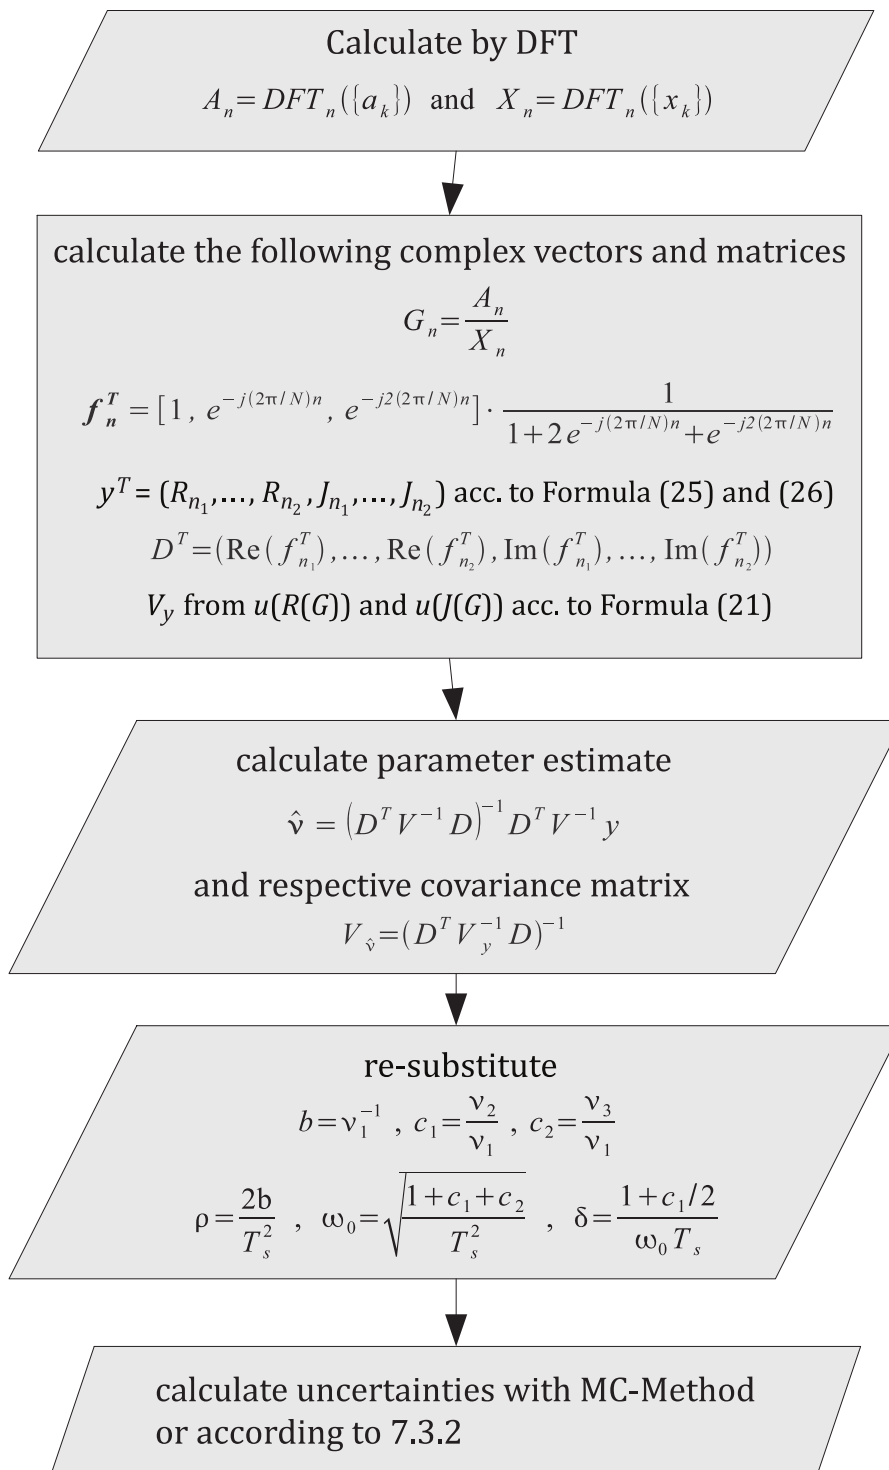 Calculate by DFT
A_n = DFT_n({a_k}) and X_n = DFT_n({x_k})
calculate the following complex vectors and matrices
G_n = A_n / X_n
f_n^T = [1, e^{-j(2π/N)n}, e^{-j2(2π/N)n}] · 1 / (1+2e^{-j(2π/N)n}+e^{-j2(2π/N)n})
y^T = (R_{n_1},..., R_{n_2}, J_{n_1},..., J_{n_2}) acc. to Formula (25) and (26)
D^T = (Re(f_{n_1}^T),..., Re(f_{n_2}^T), Im(f_{n_1}^T),..., Im(f_{n_2}^T))
V_y from u(R(G)) and u(J(G)) acc. to Formula (21)
calculate parameter estimate
ν̂ = (D^T V^{-1} D)^{-1} D^T V^{-1} y
and respective covariance matrix
V_ν̂ = (D^T V_y^{-1} D)^{-1}
re-substitute
b = ν_1^{-1} , c_1 = ν_2 / ν_1 , c_2 = ν_3 / ν_1
ρ = 2b / T_s^2 , ω_0 = √((1+c_1+c_2) / T_s^2) , δ = (1+c_1/2) / (ω_0 T_s)
calculate uncertainties with MC-Method
or according to 7.3.2